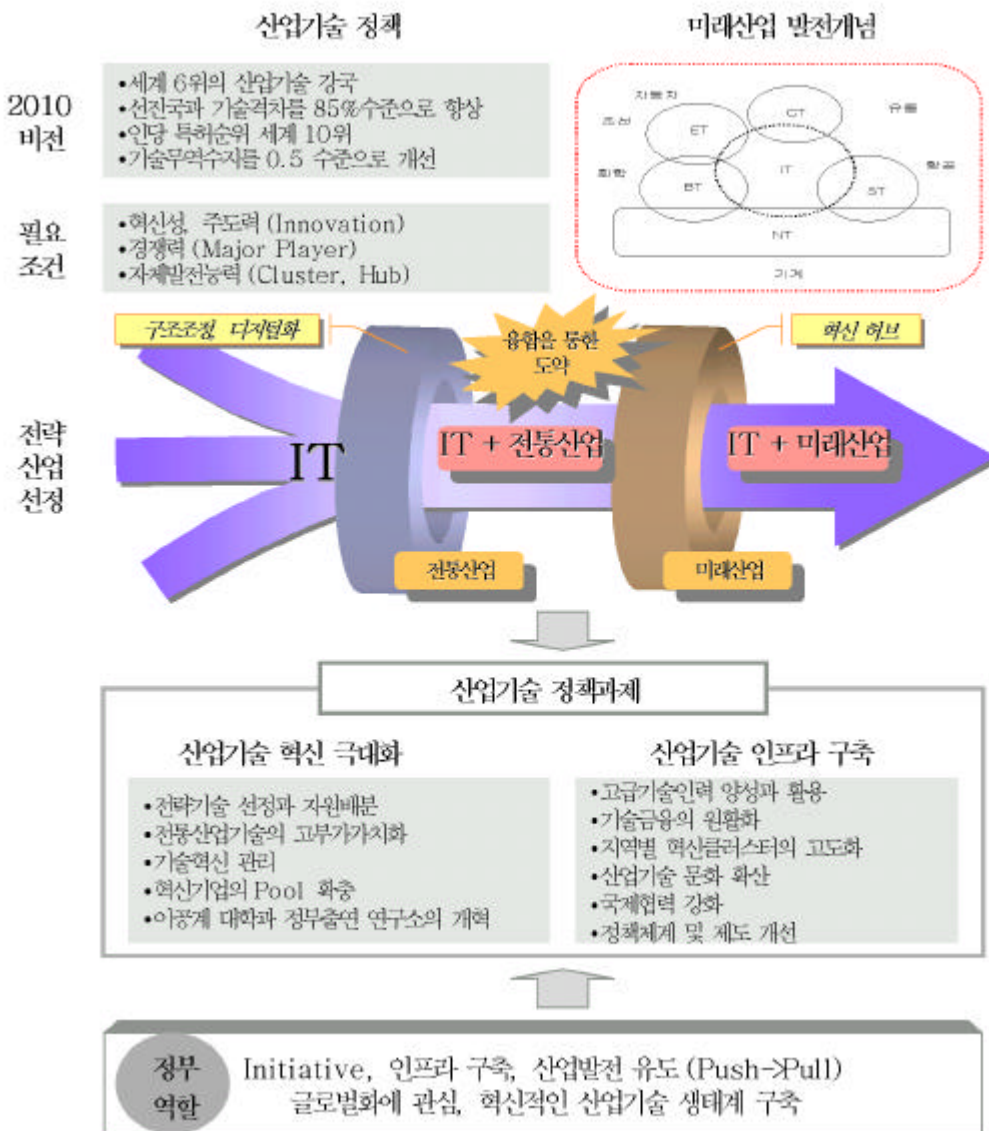 산업기술 정책
미래산업 발전개념
2010
비전
•세계 6위의 산업기술 강국
•선진국과 기술격차를 85%수준으로 향상
•인당 특허순위 세계 10위
•기술무역수지를 0.5 수준으로 개선
자동차
조선
화학
ET
CT
IT
BT
ST
NT
유통
항공
기계
필요
조건
•혁신성, 주도력 (Innovation)
•경쟁력 (Major Player)
•자체발전능력 (Cluster, Hub)
구조조정, 디지털화
융합을 통한
도약
혁신 허브
전략
산업
선정
IT
IT + 전통산업
IT + 미래산업
전통산업
미래산업
산업기술 정책과제
산업기술 혁신 극대화
•전략기술 선정과 자원배분
•전통산업기술의 고부가가치화
•기술혁신 관리
•혁신기업의 Pool 확충
•이공계 대학과 정부출연 연구소의 개혁
산업기술 인프라 구축
•고급기술인력 양성과 활용
•기술금융의 원활화
•지역별 혁신클러스터의 고도화
•산업기술 문화 확산
•국제협력 강화
•정책체계 및 제도 개선
정부
역할
Initiative, 인프라 구축, 산업발전 유도 (Push->Pull)
글로벌화에 관심, 혁신적인 산업기술 생태계 구축